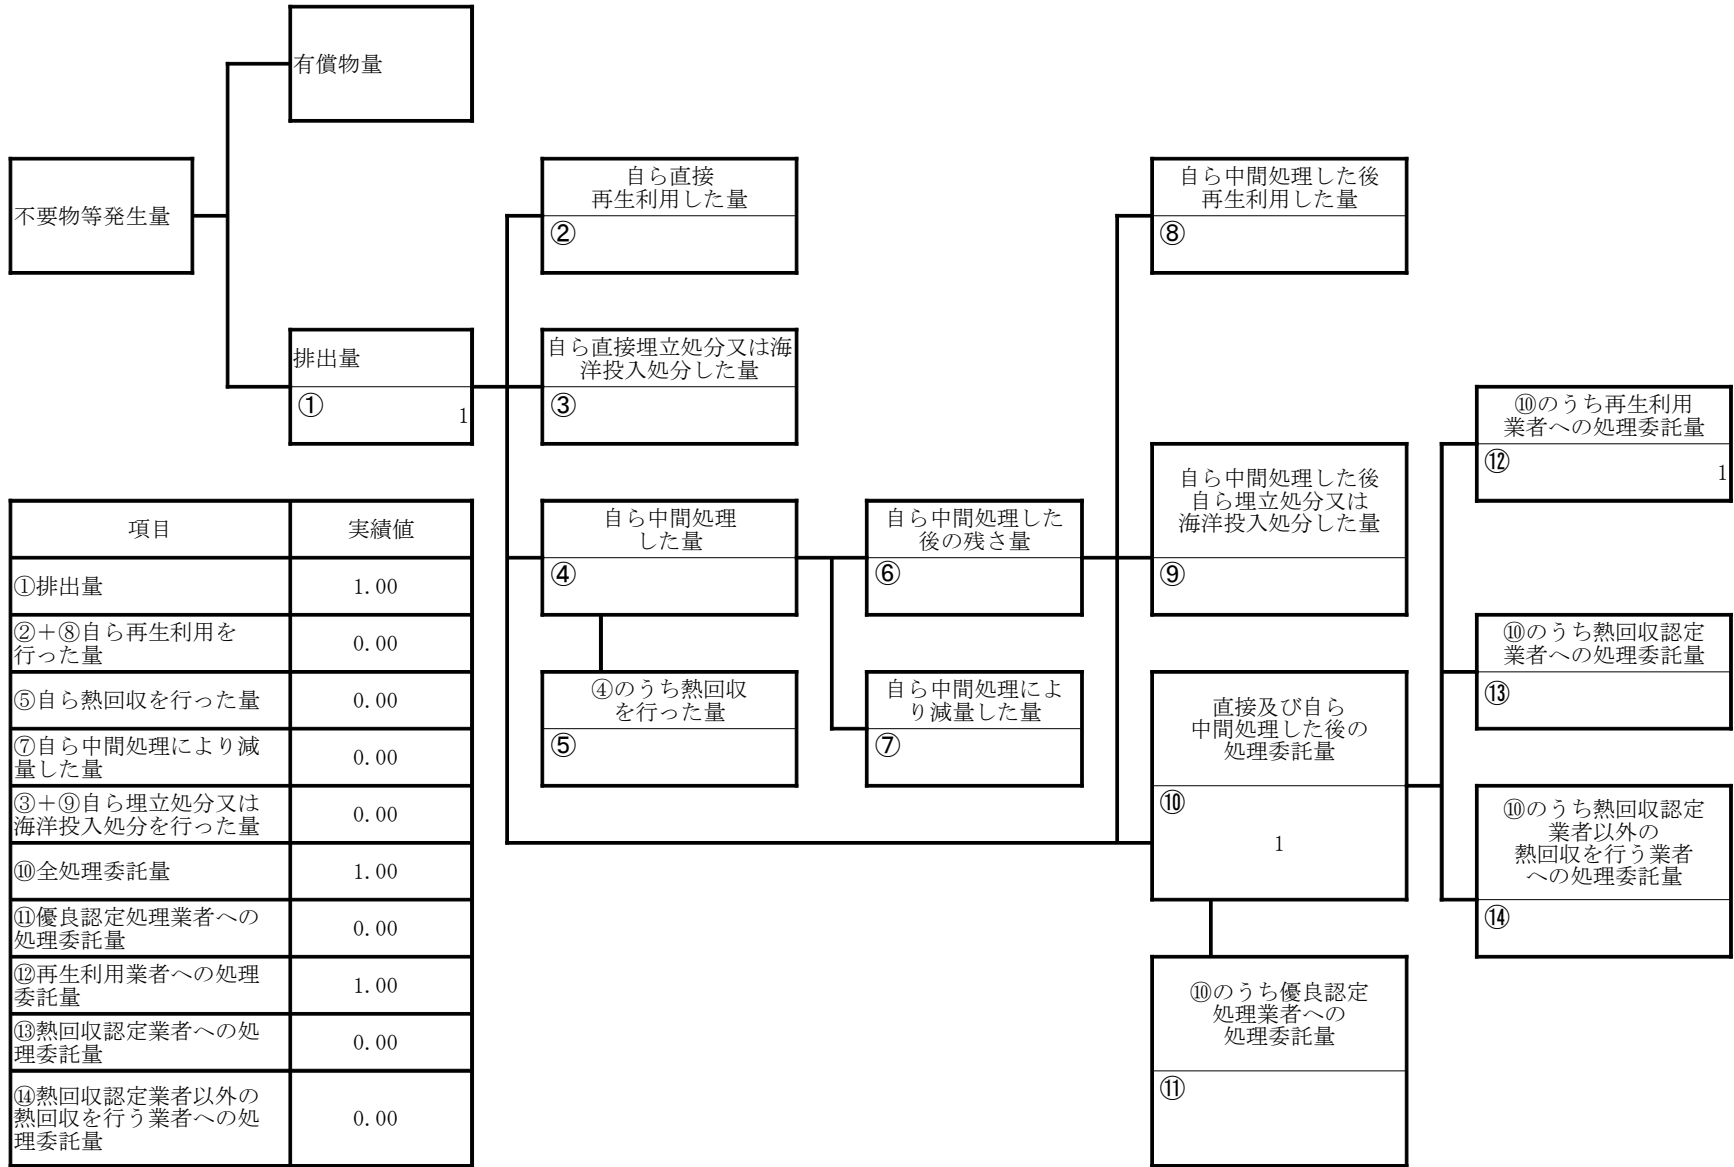 有償物量
不要物等発生量
自ら直接
再生利用した量
②
自ら中間処理した後
再生利用した量
⑧
排出量
①
1
自ら直接埋立処分又は海
洋投入処分した量
③
⑩のうち再生利用
業者への処理委託量
⑫
1
自ら中間処理
した量
④
自ら中間処理した
後の残さ量
⑥
自ら中間処理した後
自ら埋立処分又は
海洋投入処分した量
⑨
⑩のうち熱回収認定
業者への処理委託量
⑬
④のうち熱回収
を行った量
⑤
自ら中間処理によ
り減量した量
⑦
直接及び自ら
中間処理した後の
処理委託量
⑩
1
⑩のうち熱回収認定
業者以外の
熱回収を行う業者
への処理委託量
⑭
⑩のうち優良認定
処理業者への
処理委託量
⑪
項目 実績値
①排出量 1.00
②+⑧自ら再生利用を
行った量 0.00
⑤自ら熱回収を行った量 0.00
⑦自ら中間処理により減
量した量 0.00
③+⑨自ら埋立処分又は
海洋投入処分を行った量 0.00
⑩全処理委託量 1.00
⑪優良認定処理業者への
処理委託量 0.00
⑫再生利用業者への処理
委託量 1.00
⑬熱回収認定業者への処
理委託量 0.00
⑭熱回収認定業者以外の
熱回収を行う業者への処
理委託量 0.00